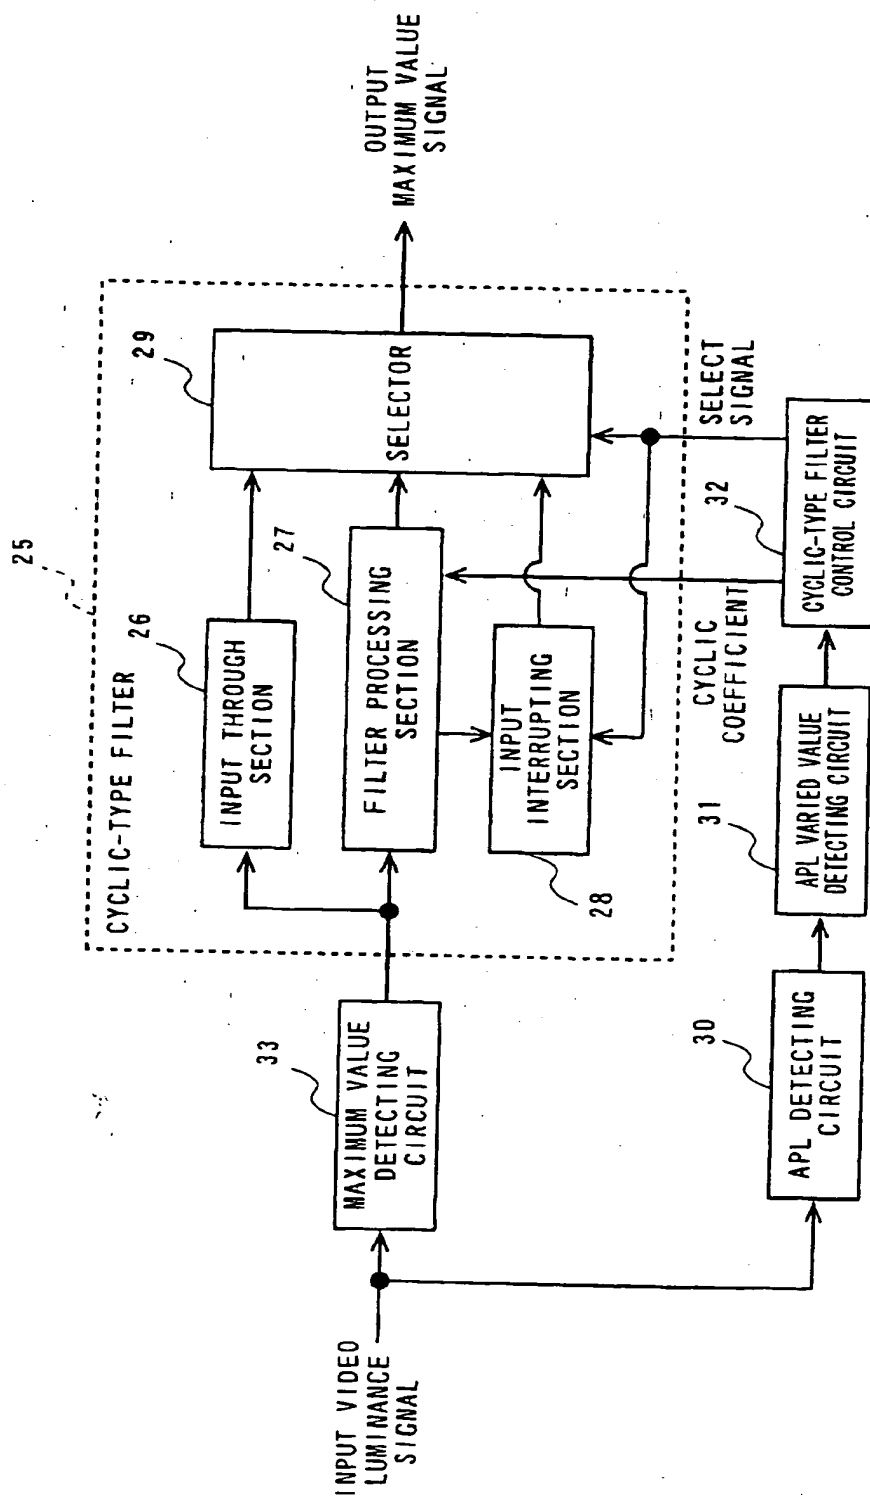 25
CYCLIC-TYPE FILTER
26
INPUT THROUGH
SECTION
27
FILTER PROCESSING
SECTION
28
INPUT
INTERRUPTING
SECTION
29
SELECTOR
OUTPUT
MAXIMUM VALUE
SIGNAL
INPUT VIDEO
LUMINANCE
SIGNAL
33
MAXIMUM VALUE
DETECTING
CIRCUIT
30
APL DETECTING
CIRCUIT
31
APL VARIED VALUE
DETECTING CIRCUIT
32
CYCLIC-TYPE FILTER
CONTROL CIRCUIT
CYCLIC
COEFFICIENT
SELECT
SIGNAL